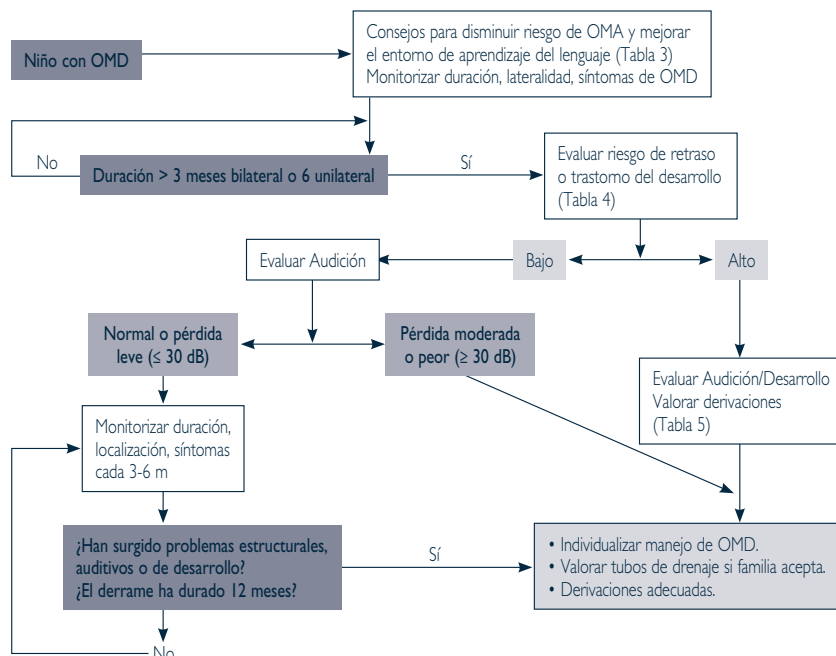 Niño con OMD
Consejos para disminuir riesgo de OMA y mejorar
el entorno de aprendizaje del lenguaje (Tabla 3)
Monitorizar duración, lateralidad, síntomas de OMD
No
Duración > 3 meses bilateral o 6 unilateral
Sí
Evaluar riesgo de retraso
o trastorno del desarrollo
(Tabla 4)
Evaluar Audición
Bajo
Alto
Normal o pérdida
leve (≤ 30 dB)
Pérdida moderada
o peor (≥ 30 dB)
Evaluar Audición/Desarrollo
Valorar derivaciones
(Tabla 5)
Monitorizar duración,
localización, síntomas
cada 3-6 m
¿Han surgido problemas estructurales,
auditivos o de desarrollo?
¿El derrame ha durado 12 meses?
Sí
• Individualizar manejo de OMD.
• Valorar tubos de drenaje si familia acepta.
• Derivaciones adecuadas.
No